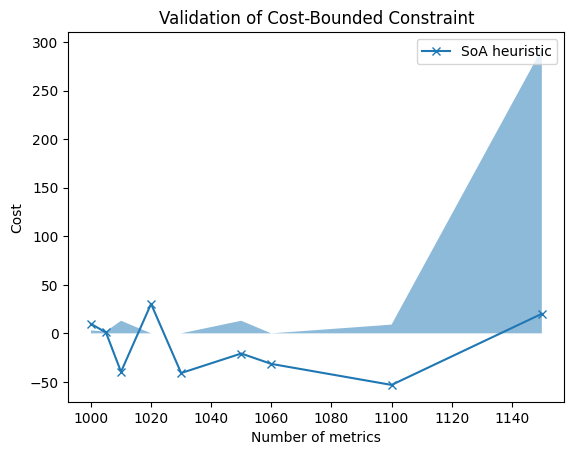 Validation of Cost-Bounded Constraint
SoA heuristic
300
250
200
150
100
50
0
−50
Cost
1000 1020 1040 1060 1080 1100 1120 1140
Number of metrics